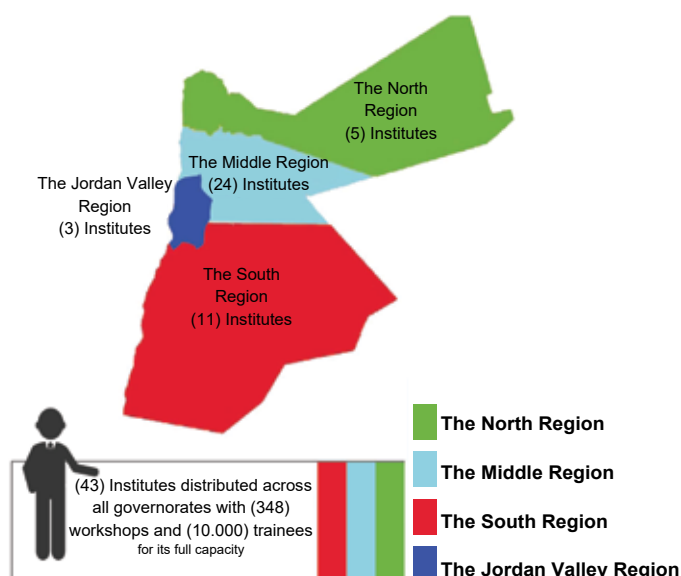 The North
Region
(5) Institutes
The Middle Region
(24) Institutes
The Jordan Valley
Region
(3) Institutes
The South
Region
(11) Institutes
(43) Institutes distributed across
all governorates with (348)
workshops and (10.000) trainees
for its full capacity
The North Region
The Middle Region
The South Region
The Jordan Valley Region